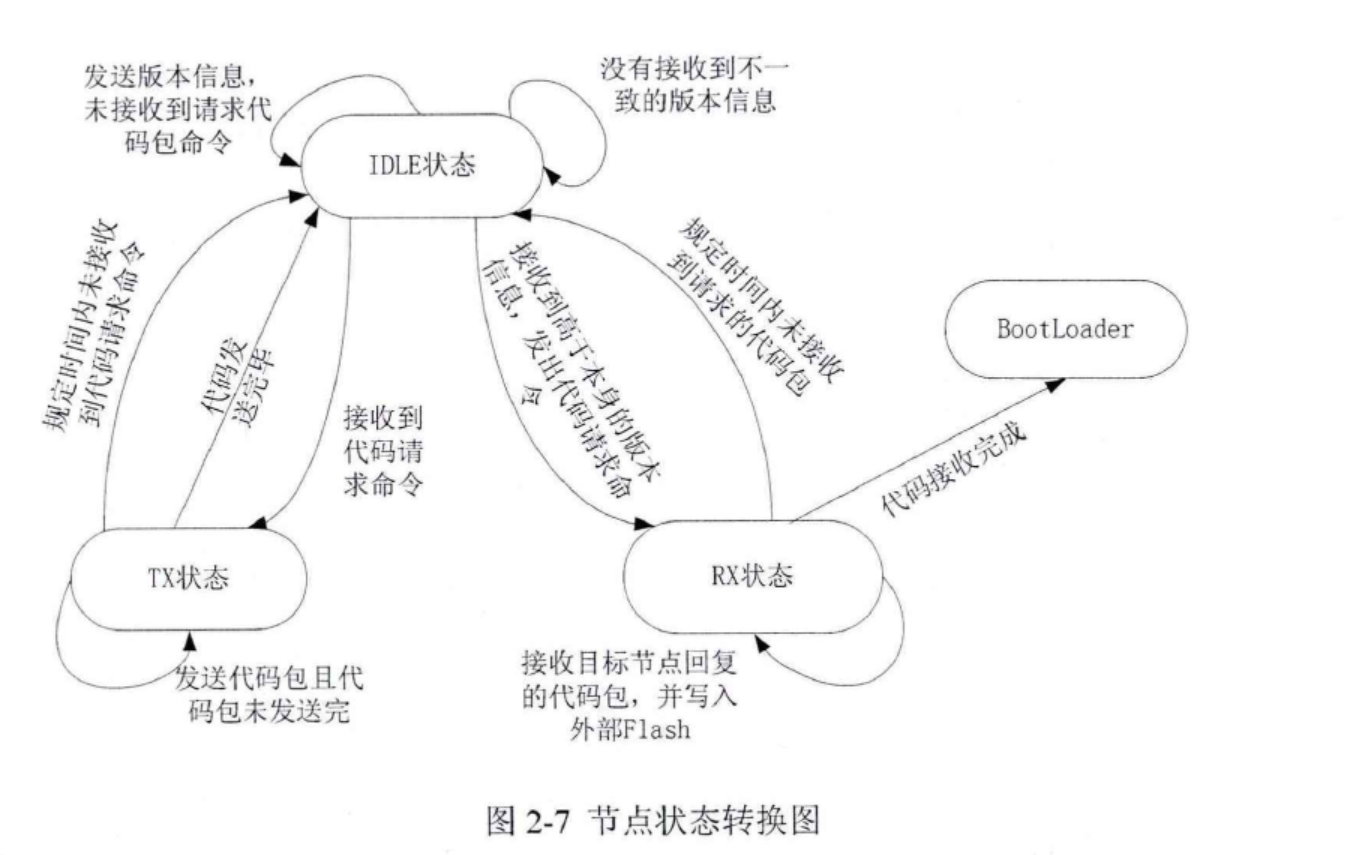 发送版本信息，
未接收到请求代
码包命令
没有接收到不一
致的版本信息
IDLE状态
规定时间内未接收
到代码请求命令
代码发
送完毕
接收到
代码请
求命令
接收到高于本身的版本
信息，发出代码请求命
令
规定时间内未接收
到请求的代码包
BootLoader
代码接收完成
TX状态
RX状态
发送代码包且代
码包未发送完
接收目标节点回复
的代码包，并写入
外部Flash
图 2-7 节点状态转换图